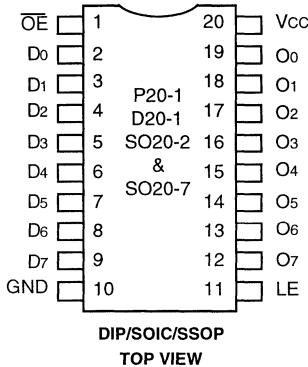 OE 1 20 VCC
D0 2 19 O0
D1 3 18 O1
D2 4 17 O2
D3 5 16 O3
D4 6 15 O4
D5 7 14 O5
D6 8 13 O6
D7 9 12 O7
GND 10 11 LE
P20-1
D20-1
SO20-2
&
SO20-7
DIP/SOIC/SSOP
TOP VIEW